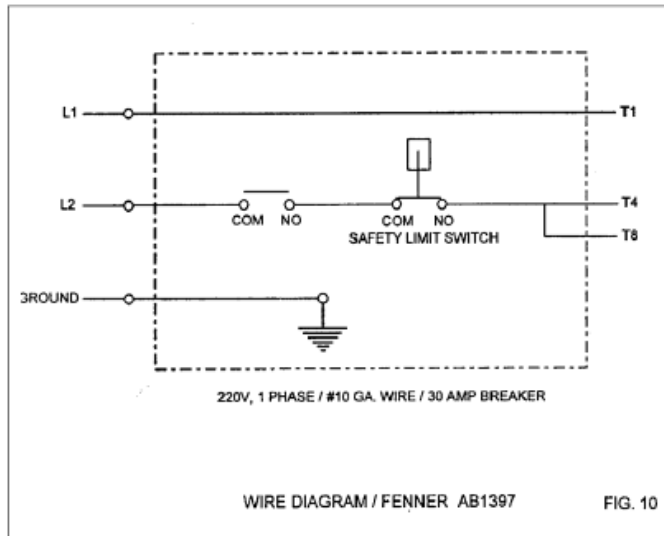 L1
T1
L2
COM NO
COM NO
SAFETY LIMIT SWITCH
T4
T8
GROUND
220V, 1 PHASE / #10 GA. WIRE / 30 AMP BREAKER
WIRE DIAGRAM / FENNER AB1397
FIG. 10